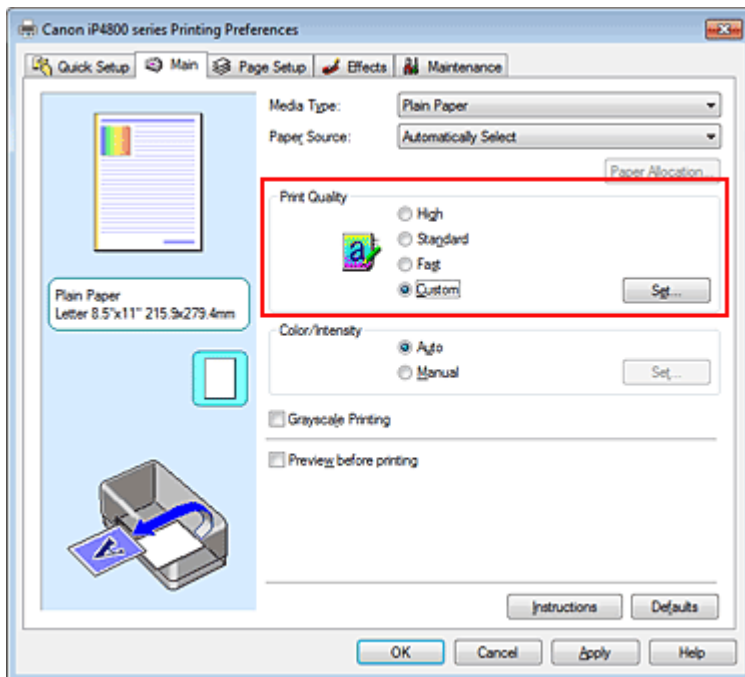 Canon iP4800 series Printing Preferences
Quick Setup Main Page Setup Effects Maintenance
Media Type: Plain Paper
Paper Source: Automatically Select
Paper Allocation...
Print Quality
High
a
Standard
Fast
Custom Set...
Plain Paper
Letter 8.5"x11" 215.9x279.4mm
Color/Intensity
Auto
Manual Set...
Grayscale Printing
Preview before printing
A
Instructions Defaults
OK Cancel Apply Help